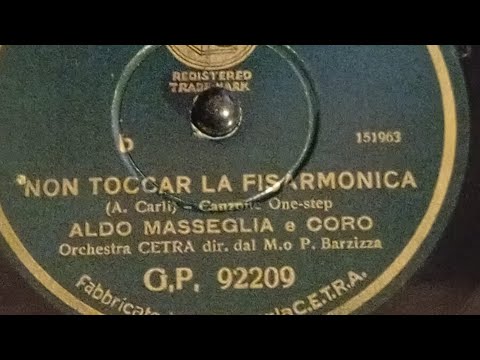 REGISTERED
TRADE-MARK
b
151963
NON TOCCAR LA FISARMONICA
(A. Carli) - Canzone One-step
ALDO MASSEGLIA e CORO
Orchestra CETRA dir. dal M.o P. Barzizza
G.P. 92209
Fabbricato C.E.T.R.A.